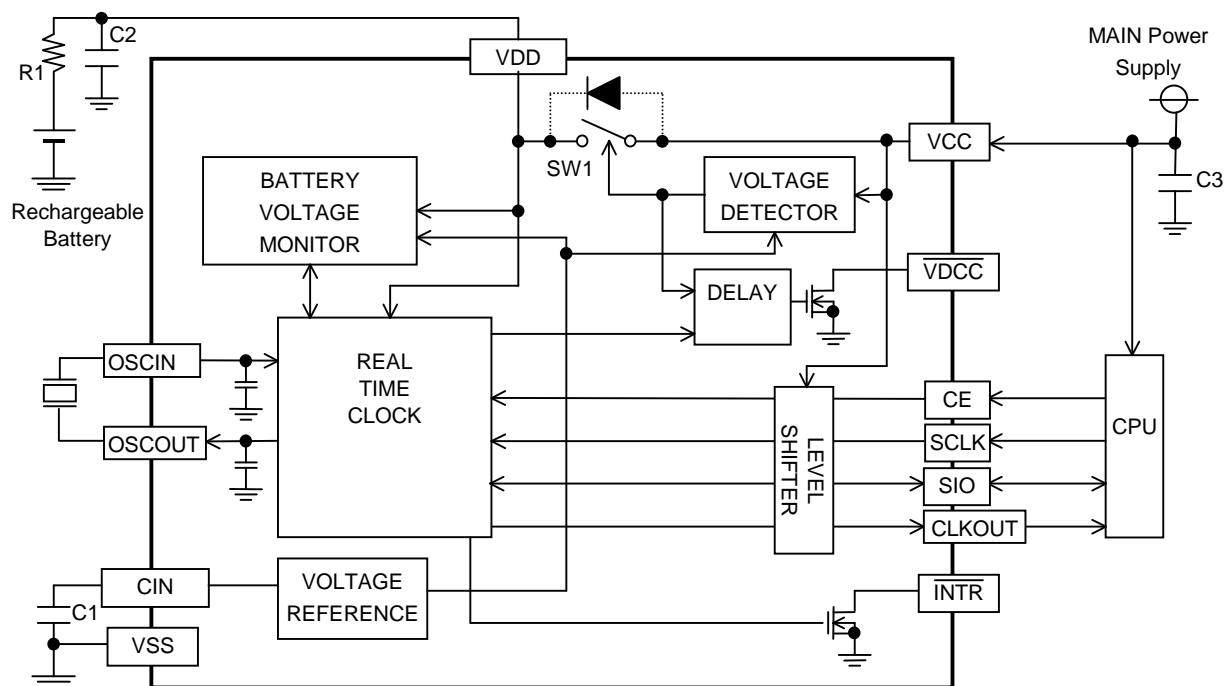 C2
R1
VDD
MAIN Power
Supply
VCC
C3
SW1
Rechargeable
Battery
BATTERY
VOLTAGE
MONITOR
VOLTAGE
DETECTOR
VDCC
DELAY
OSCIN
OSCOUT
REAL
TIME
CLOCK
LEVEL
SHIFTER
CE
SCLK
SIO
CLKOUT
CPU
CIN
C1
VSS
VOLTAGE
REFERENCE
INTR